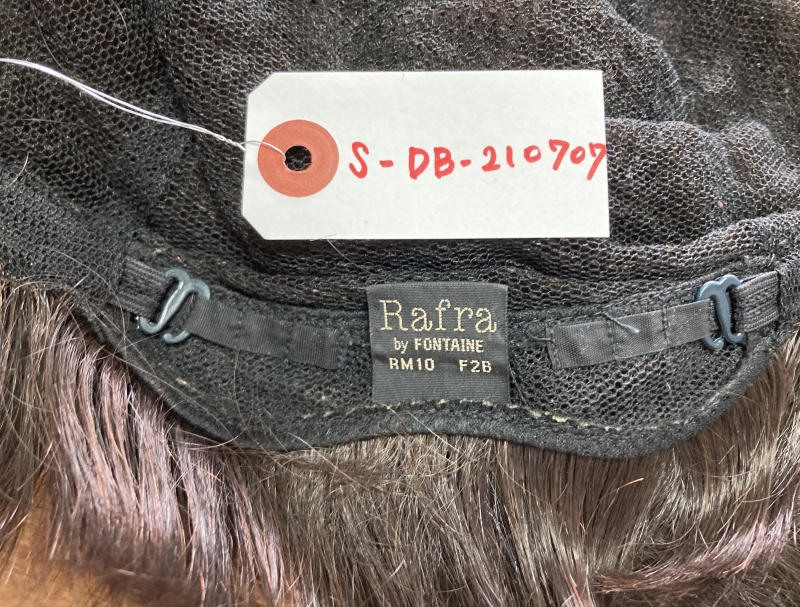 S-DB-210707
Rafra
by FONTAINE
RM10 F2B